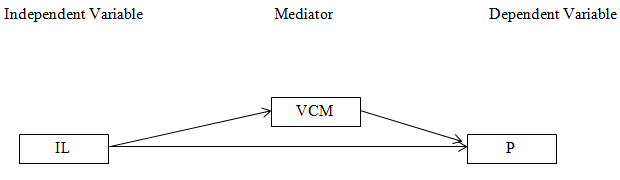 Independent Variable Mediator Dependent Variable
VCM
IL P